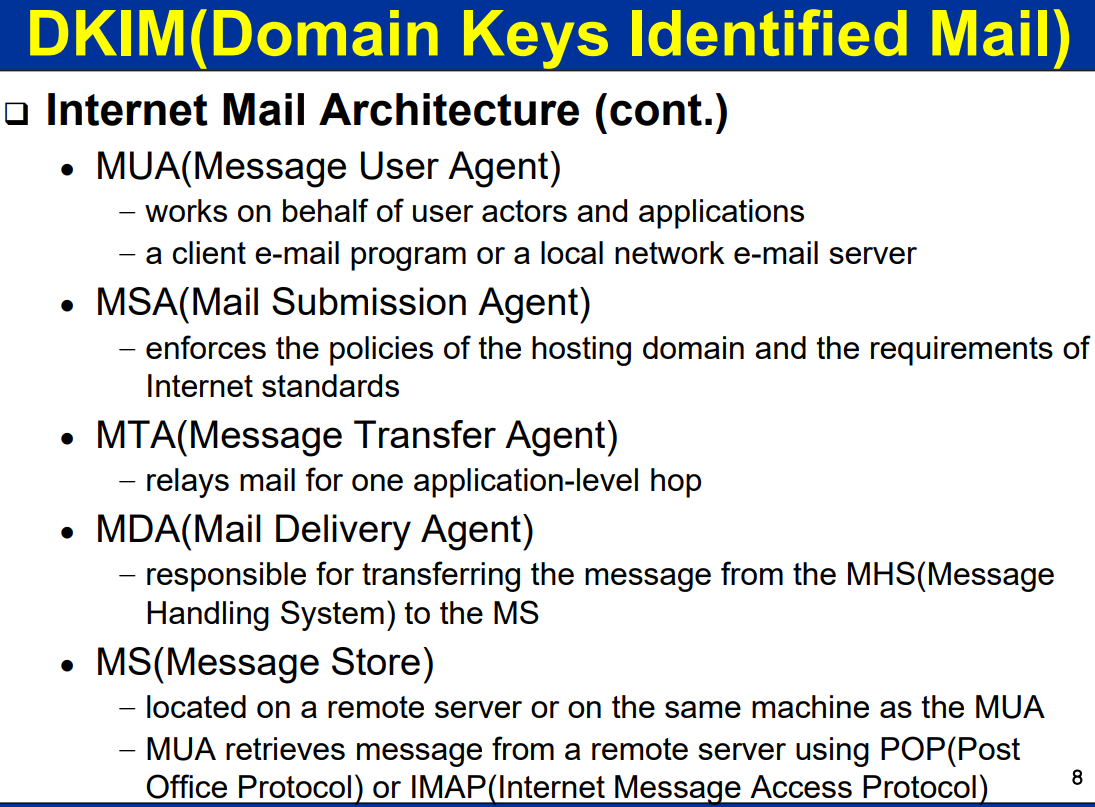 DKIM(Domain Keys Identified Mail)
❑ Internet Mail Architecture (cont.)
• MUA(Message User Agent)
– works on behalf of user actors and applications
– a client e-mail program or a local network e-mail server
• MSA(Mail Submission Agent)
– enforces the policies of the hosting domain and the requirements of
Internet standards
• MTA(Message Transfer Agent)
– relays mail for one application-level hop
• MDA(Mail Delivery Agent)
– responsible for transferring the message from the MHS(Message
Handling System) to the MS
• MS(Message Store)
– located on a remote server or on the same machine as the MUA
– MUA retrieves message from a remote server using POP(Post
Office Protocol) or IMAP(Internet Message Access Protocol)
8